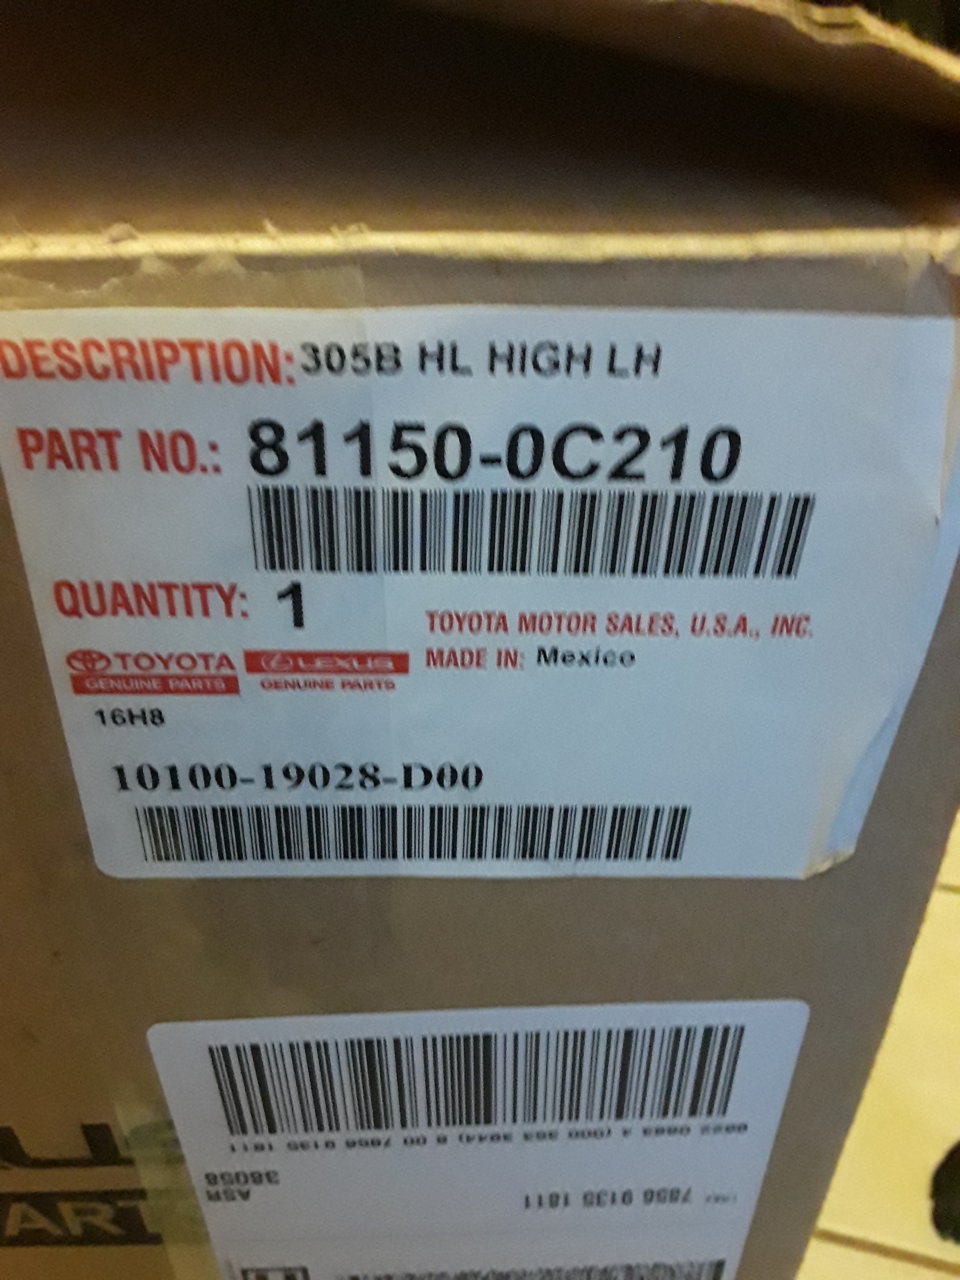 DESCRIPTION: 305B HL HIGH LH
PART NO.: 81150-0C210
QUANTITY: 1
TOYOTA MOTOR SALES, U.S.A., INC.
MADE IN: Mexico
TOYOTA
GENUINE PARTS
LEXUS
GENUINE PARTS
16H8
10100-19028-D00
38058
ASR
7856 9135 1811
ART